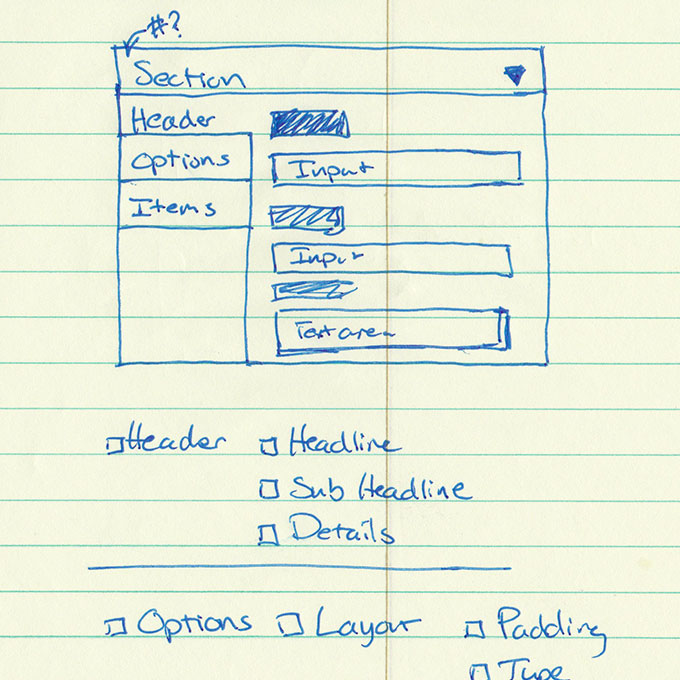 #?
Section
Header
Options
Input
Items
Input
Textarea
Header Headline
Sub Headline
Details
Options Layout Padding
Type